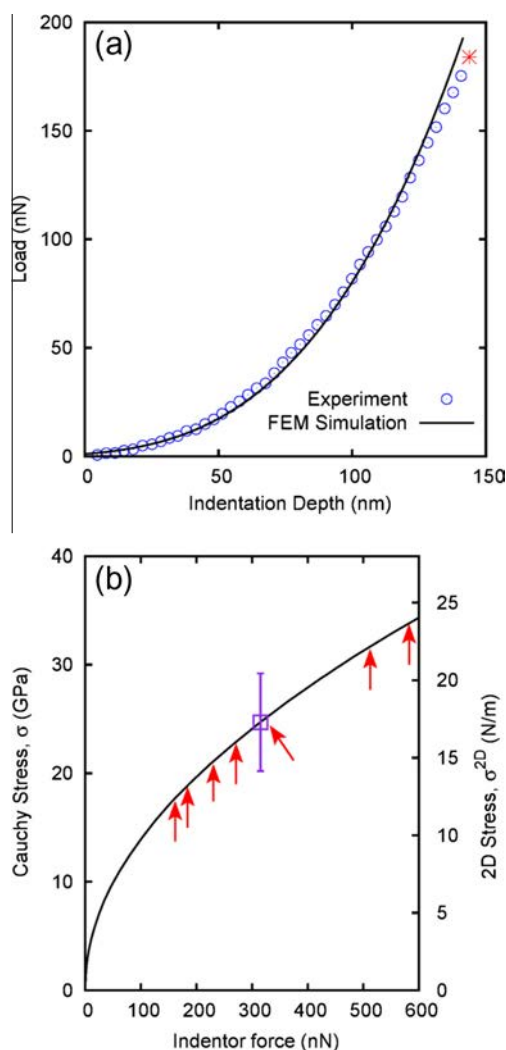 (a)
200
150
100
50
0
Load (nN)
Experiment
FEM Simulation
0 50 100 150
Indentation Depth (nm)
(b)
40
30
20
10
0
Cauchy Stress, σ (GPa)
25
20
15
10
5
0
2D Stress, σ2D (N/m)
0 100 200 300 400 500 600
Indentor force (nN)